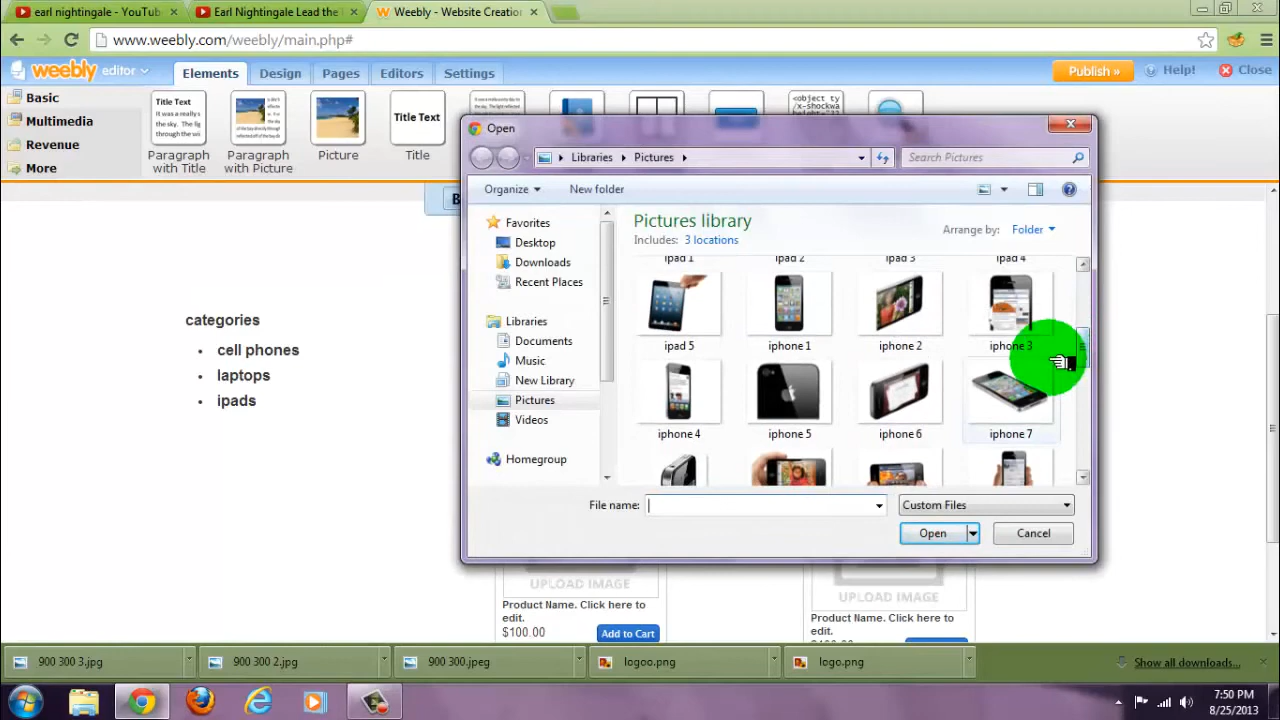 earl nightingale - YouTub
Earl Nightingale Lead the
Weebly - Website Creation
www.weebly.com/weebly/main.php#
weebly editor
Elements
Design
Pages
Editors
Settings
Publish »
Help!
Close
Basic
Multimedia
Revenue
More
Title Text
Paragraph with Title
Paragraph with Picture
Picture
Title Text
Title
<object ty
B
Open
Libraries
Pictures
Search Pictures
Organize
New folder
Favorites
Desktop
Downloads
Recent Places
Libraries
Documents
Music
New Library
Pictures
Videos
Homegroup
Pictures library
Includes: 3 locations
Arrange by: Folder
ipad 1
ipad 2
ipad 3
ipad 4
ipad 5
iphone 1
iphone 2
iphone 3
iphone 4
iphone 5
iphone 6
iphone 7
File name:
Custom Files
Open
Cancel
categories
• cell phones
• laptops
• ipads
UPLOAD IMAGE
Product Name. Click here to
edit.
$100.00
Add to Cart
UPLOAD IMAGE
Product Name. Click here to
edit.
900 300 3.jpg
900 300 2.jpg
900 300.jpeg
logoo.png
logo.png
Show all downloads...
7:50 PM
8/25/2013